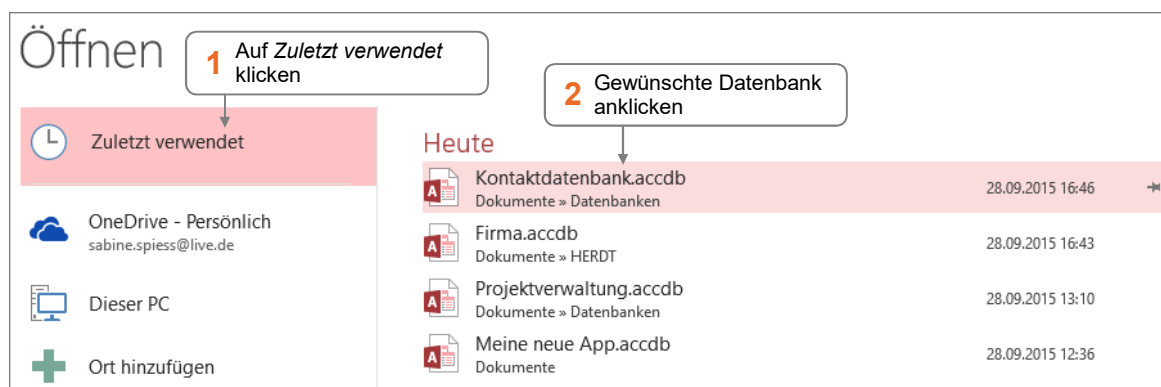 Öffnen
1 Auf Zuletzt verwendet
klicken
2 Gewünschte Datenbank
anklicken
Zuletzt verwendet
OneDrive - Persönlich
sabine.spiess@live.de
Dieser PC
Ort hinzufügen
Heute
Kontaktdatenbank.accdb
Dokumente » Datenbanken
28.09.2015 16:46
Firma.accdb
Dokumente » HERDT
28.09.2015 16:43
Projektverwaltung.accdb
Dokumente » Datenbanken
28.09.2015 13:10
Meine neue App.accdb
Dokumente
28.09.2015 12:36